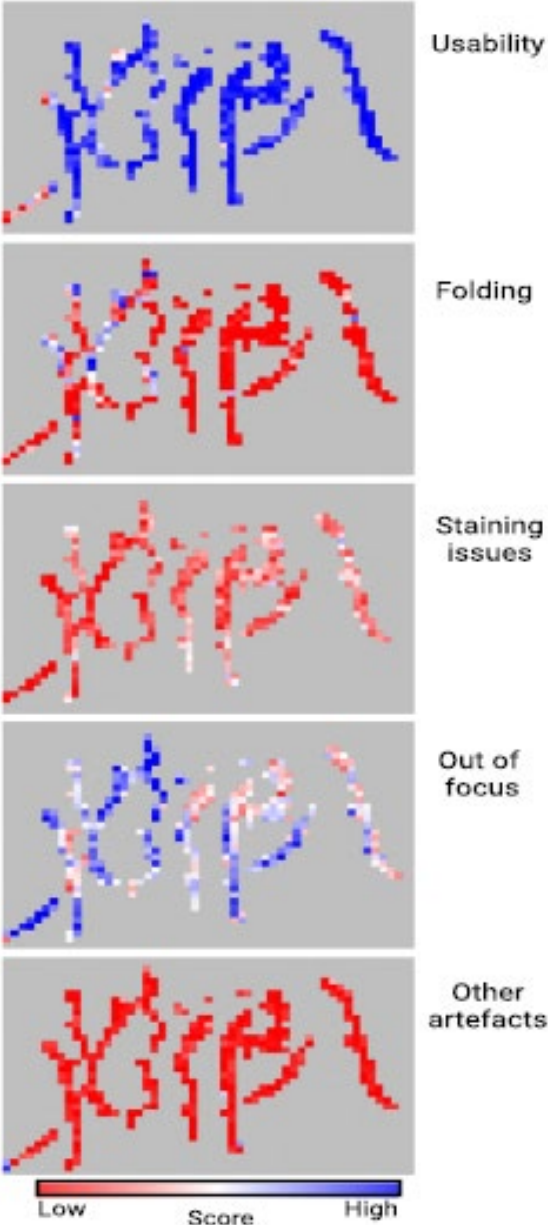 Usability
Folding
Staining
issues
Out of
focus
Other
artefacts
Low
Score
High